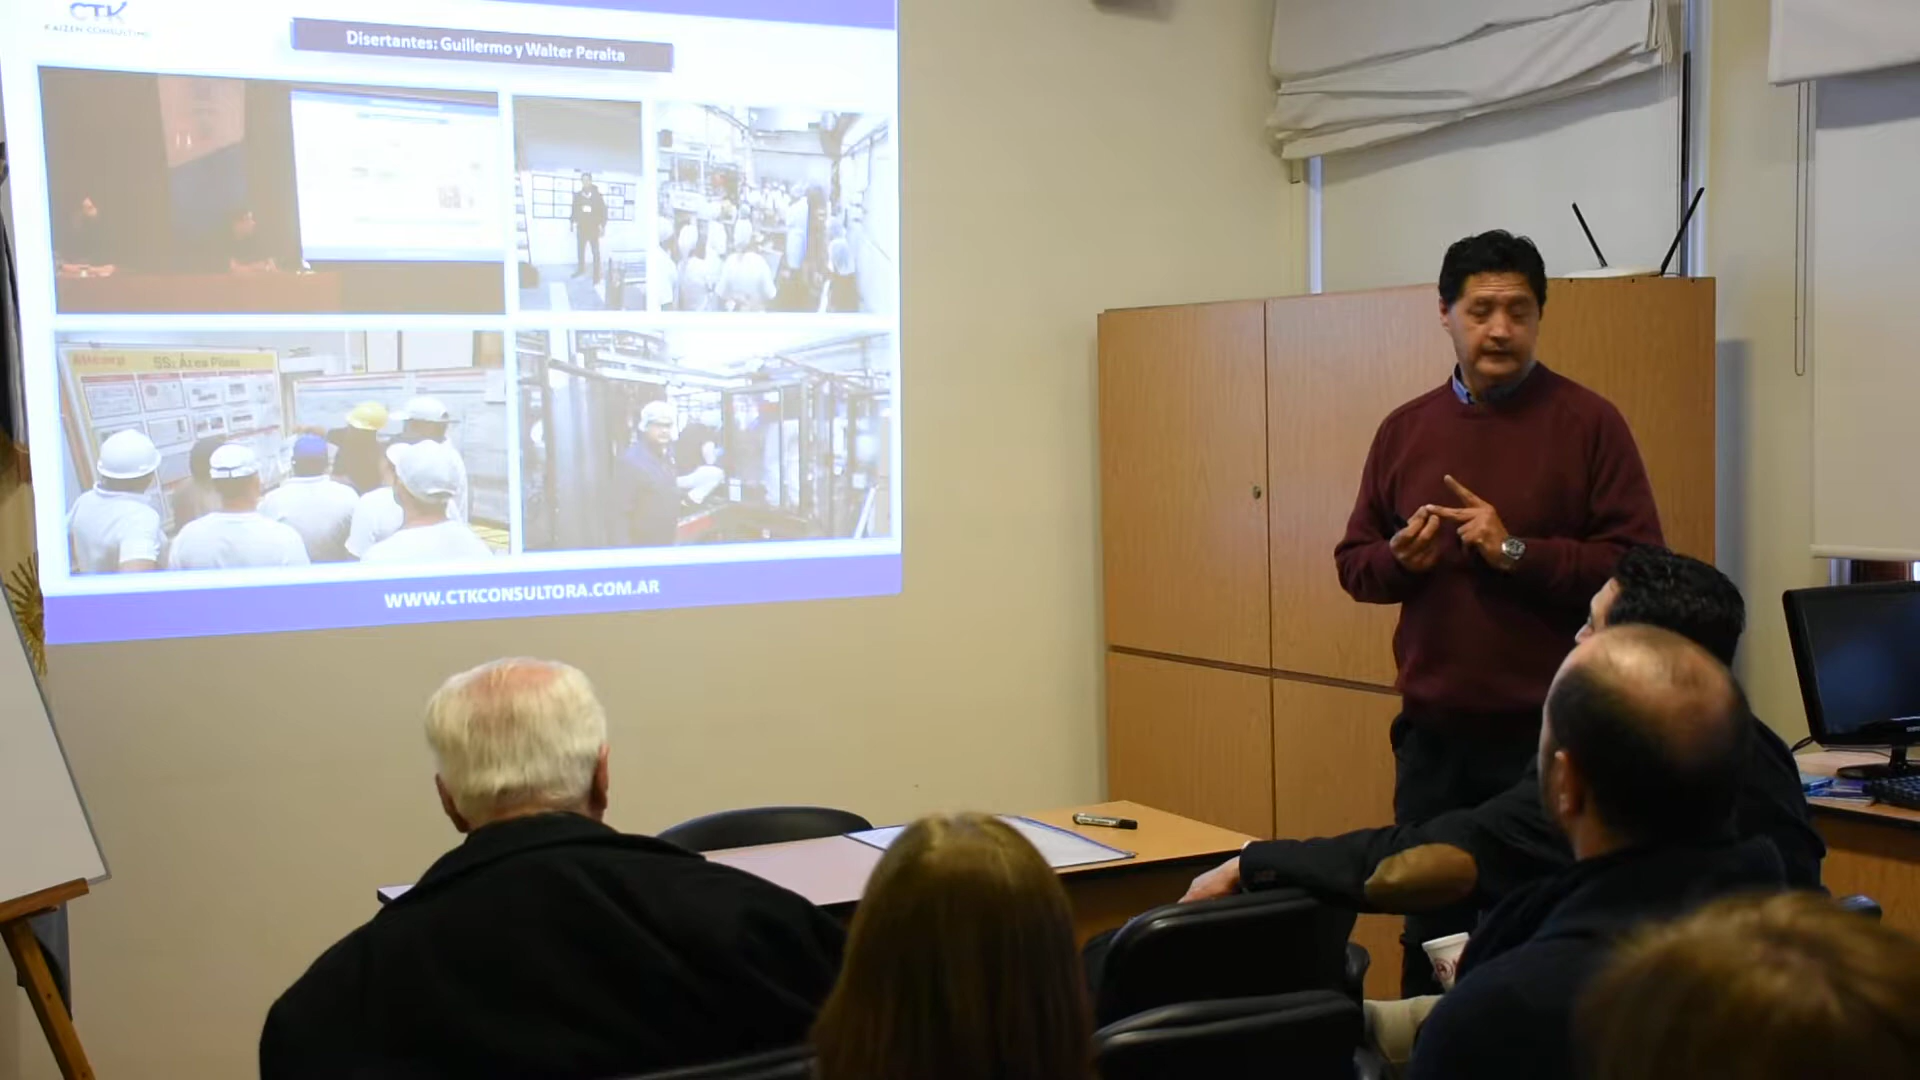 CTK
KAIZEN CONSULTING
Disertantes: Guillermo y Walter Peralta
5S: Área Piloto
WWW.CTKCONSULTORA.COM.AR